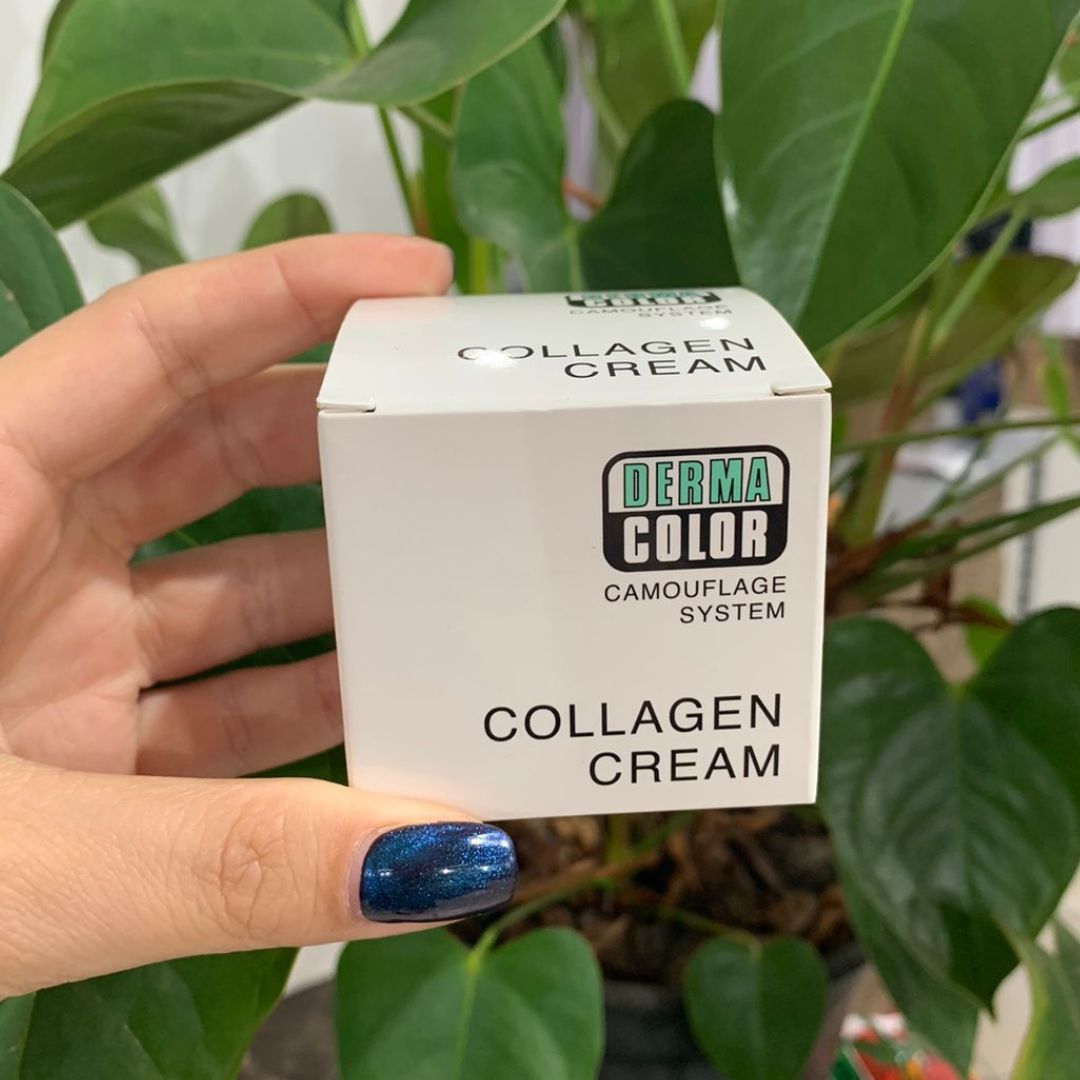 DERMA
COLOR
CAMOUFLAGE
SYSTEM
COLLAGEN
CREAM
DERMA
COLOR
CAMOUFLAGE
SYSTEM
COLLAGEN
CREAM